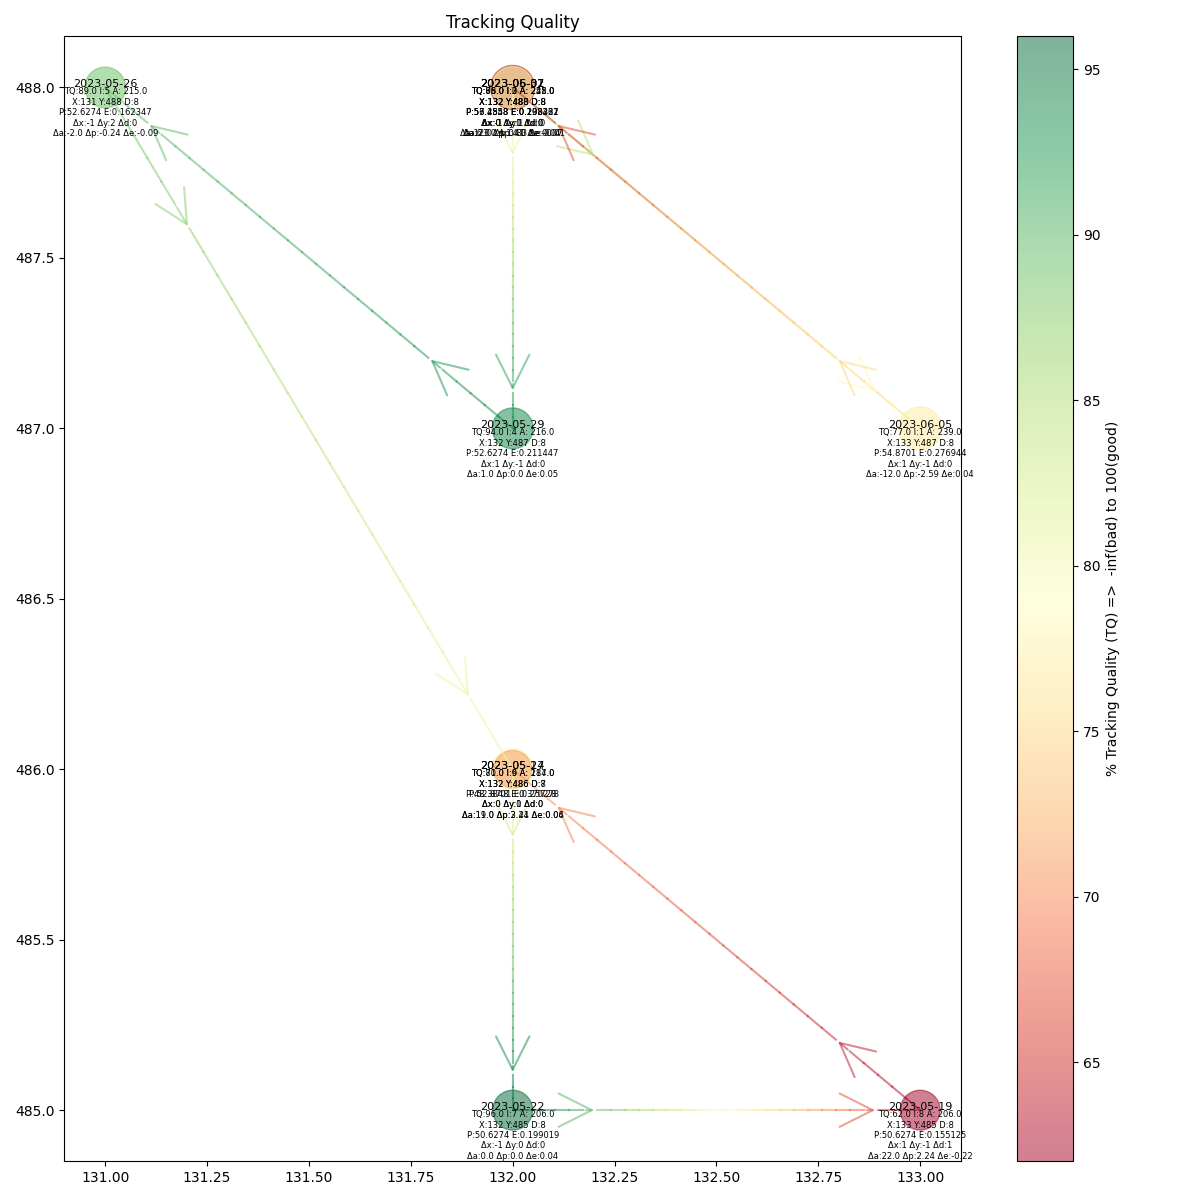 Tracking Quality
488.0
487.5
487.0
486.5
486.0
485.5
485.0
2023-05-26
TQ:89.0 I:5 A: 215.0
X:131 Y:488 D:8
P:52.6274 E:0.162347
Δx:-1 Δy:2 Δd:0
Δa:-2.0 Δp:-0.24 Δe:-0.09
X:132 Y:488 D:8
2023-05-29
TQ:94.0 I:4 A: 216.0
X:132 Y:487 D:8
P:52.6274 E:0.211447
Δx:1 Δy:-1 Δd:0
Δa:1.0 Δp:0.0 Δe:0.05
2023-06-05
TQ:77.0 I:1 A: 239.0
X:133 Y:487 D:8
P:54.8701 E:0.276944
Δx:1 Δy:-1 Δd:0
Δa:-12.0 Δp:-2.59 Δe:0.04
X:132 Y:486
2023-05-22
TQ:96.0 I:7 A: 206.0
X:132 Y:485 D:8
P:50.6274 E:0.199019
Δx:-1 Δy:0 Δd:0
Δa:0.0 Δp:0.0 Δe:0.04
2023-05-19
TQ:62.0 I:8 A: 206.0
X:133 Y:485 D:8
P:50.6274 E:0.155125
Δx:1 Δy:-1 Δd:1
Δa:22.0 Δp:2.24 Δe:-0.22
131.00 131.25 131.50 131.75 132.00 132.25 132.50 132.75 133.00
95
90
85
80
75
70
65
% Tracking Quality (TQ) => -inf(bad) to 100(good)